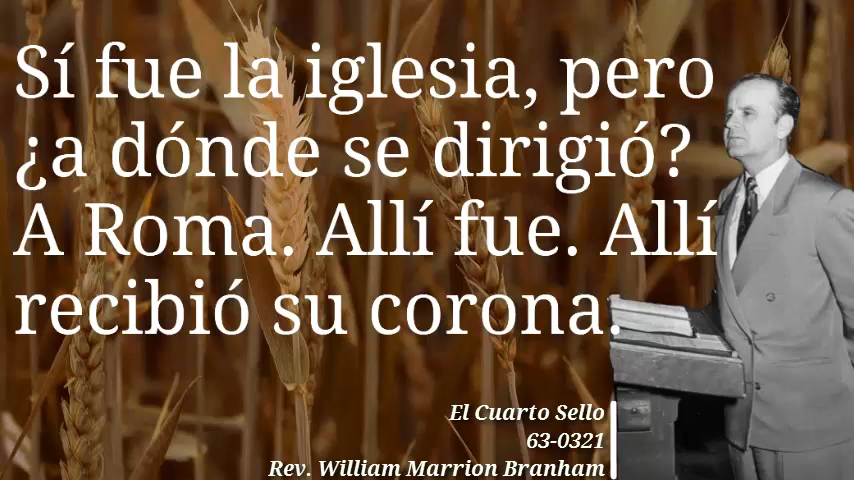 Sí fue la iglesia, pero
¿a dónde se dirigió?
A Roma. Allí fue. Allí
recibió su corona.
El Cuarto Sello
63-0321
Rev. William Marrion Branham